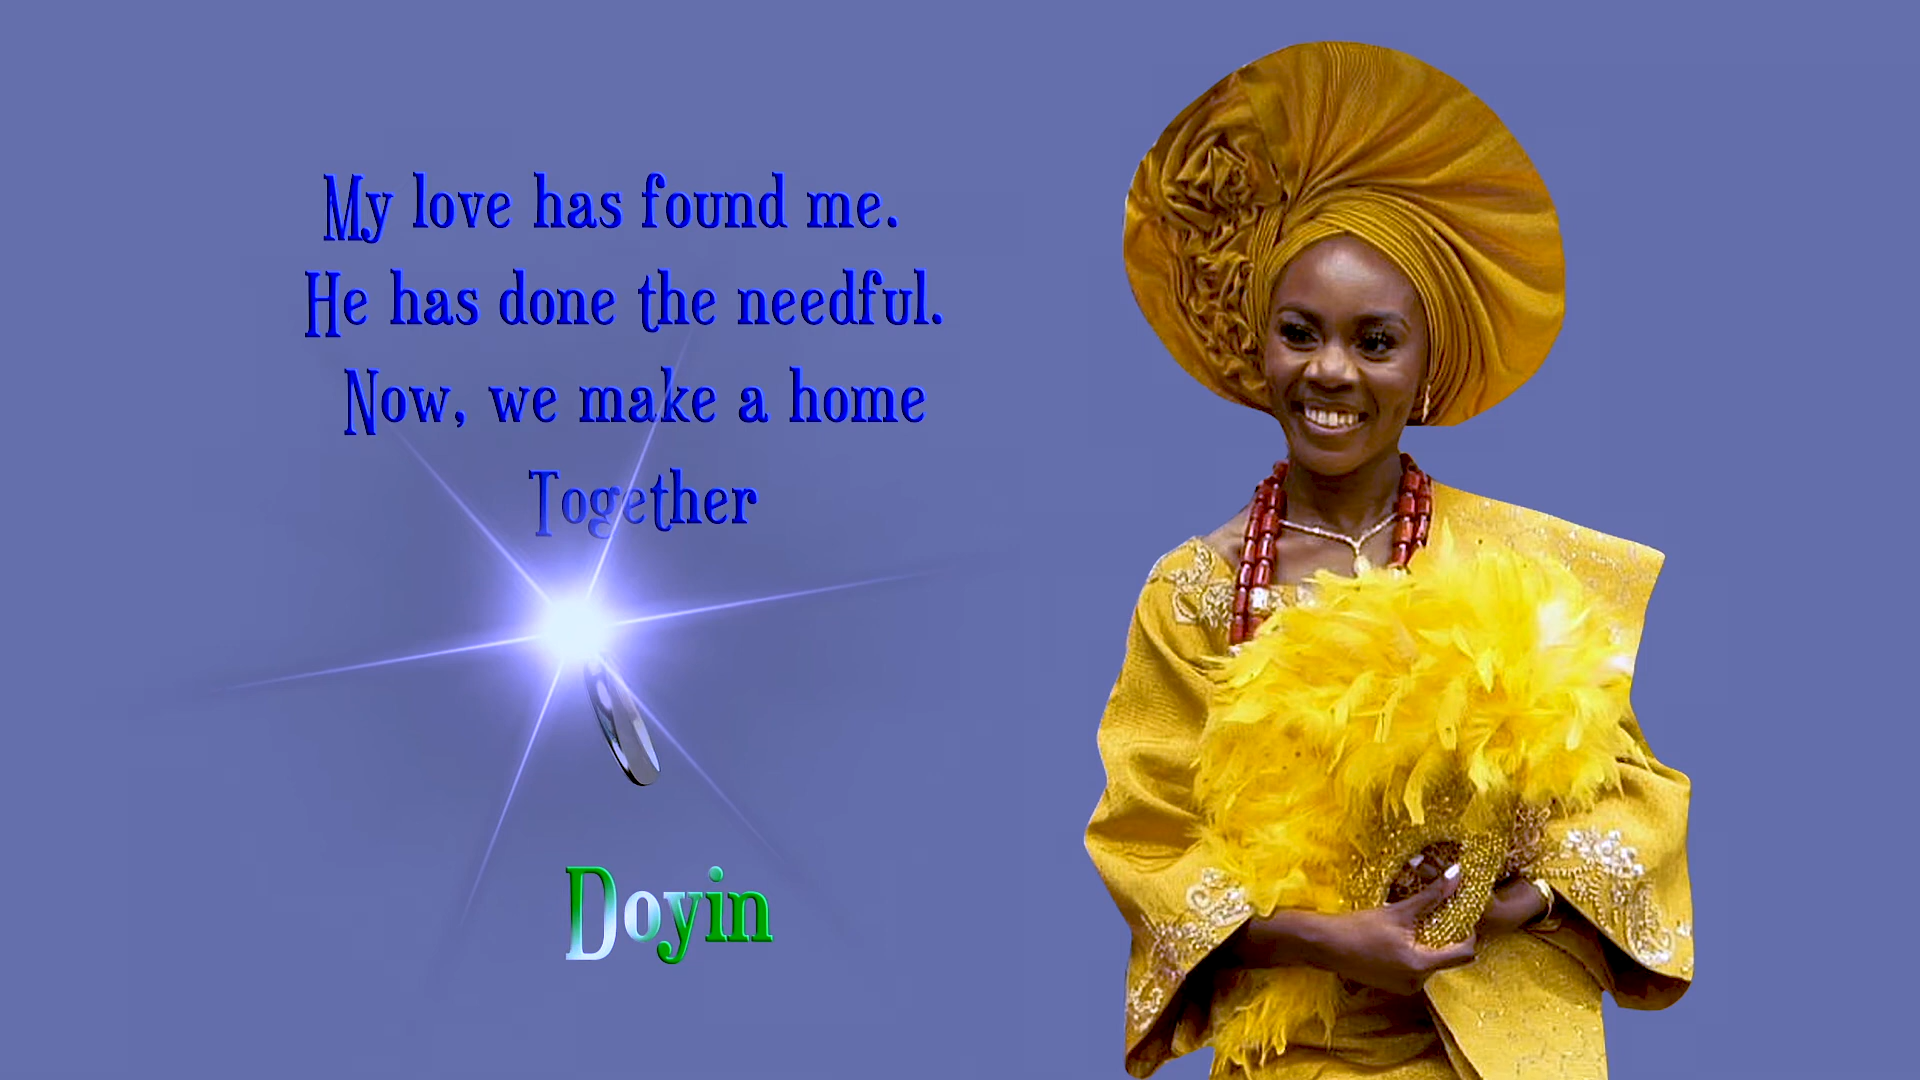 My love has found me.
He has done the needful.
Now, we make a home
Together
Doyin